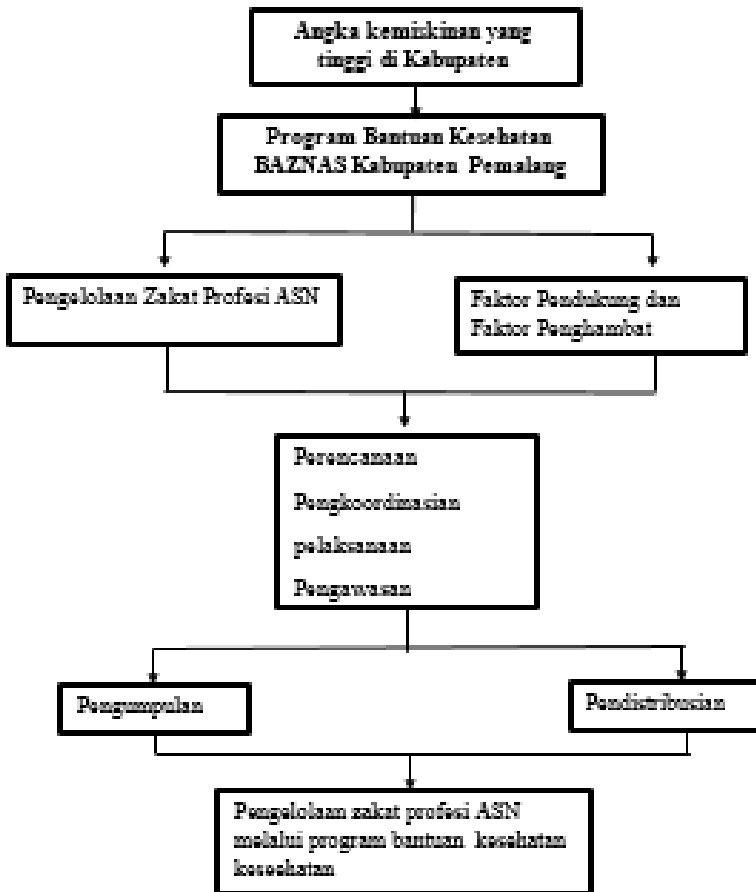 Angka kemiskinan yang
tinggi di Kabupaten
Program Bantuan Kesehatan
BAZNAS Kabupaten Pemalang
Pengelolaan Zakat Profesi ASN
Faktor Pendukung dan
Faktor Penghambat
Perencanaan
Pengkoordinasian
pelaksanaan
Pengawasan
Pengumpulan
Pendistribusian
Pengelolaan zakat profesi ASN
melalui program bantuan kesehatan
keseehatan